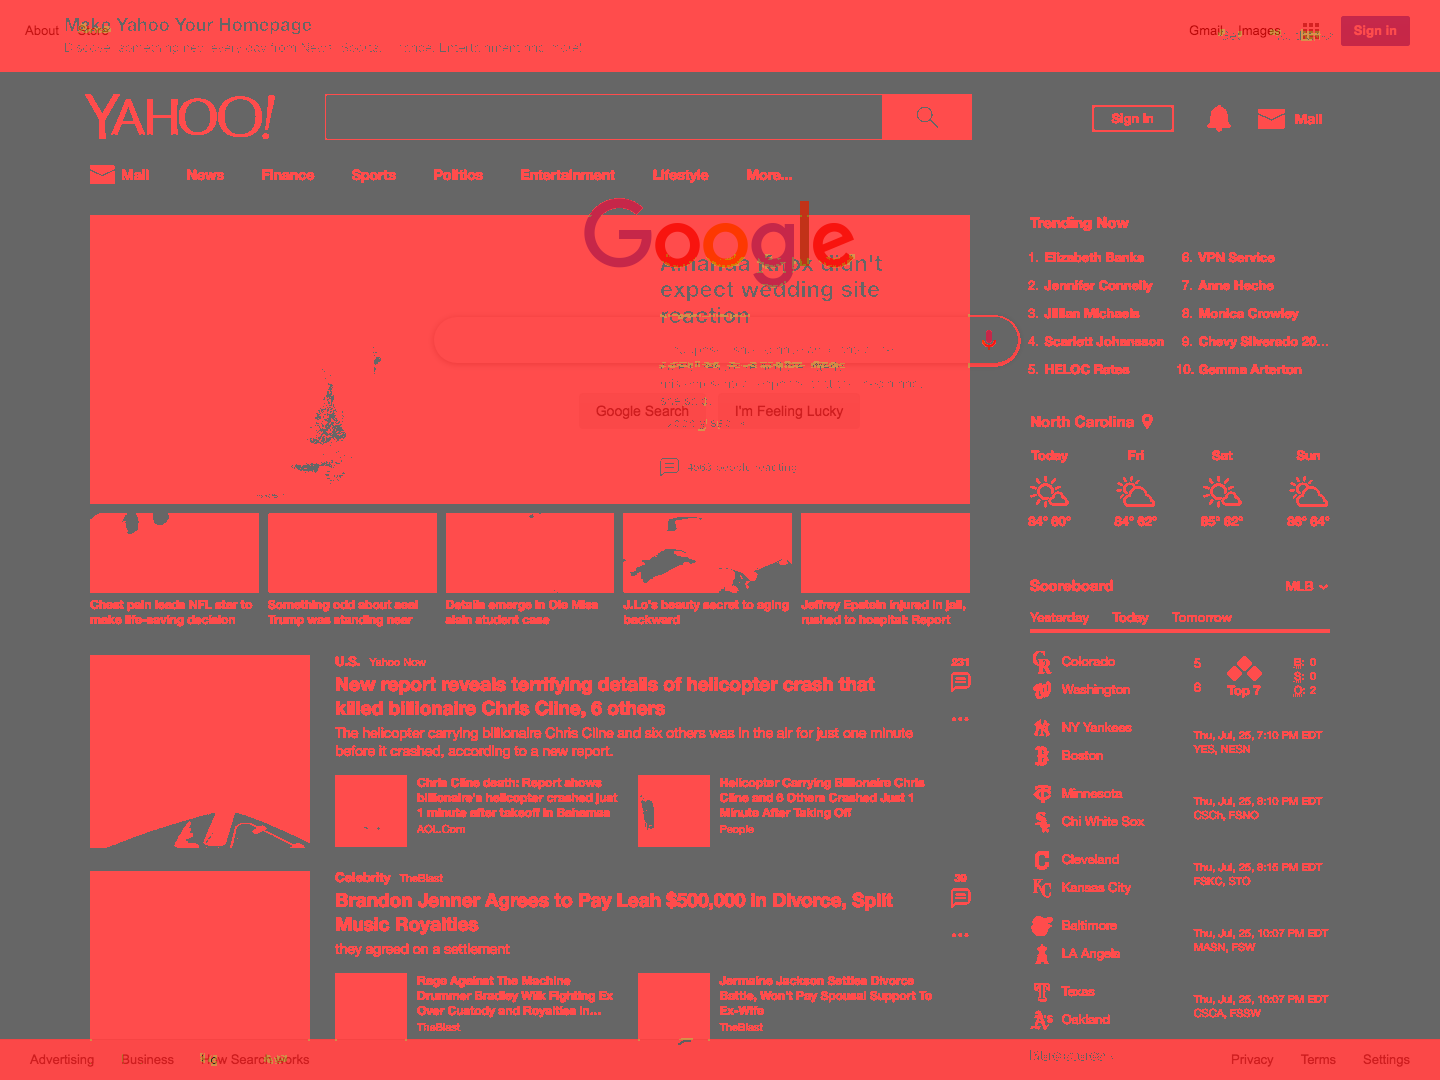 About Store
Make Yahoo Your Homepage
Discover something new every day from News, Sports, Finance, Entertainment and more!
Gmail Images
Sign in
YAHOO!
Sign in
Mail
Mail News Finance Sports Politics Entertainment Lifestyle More...
Google
Amanda Knox didn't
expect wedding site
reaction
Google Search
I'm Feeling Lucky
4563 people reacting
Trending Now
1. Elizabeth Banks
2. Jennifer Connelly
3. Jillian Michaels
4. Scarlett Johansson
5. HELOC Rates
6. VPN Service
7. Anne Heche
8. Monica Crowley
9. Chevy Silverado 20...
10. Gemma Arterton
North Carolina
Today Fri Sat Sun
84° 60° 84° 62° 85° 62° 86° 64°
Chest pain leads NFL star to
make life-saving decision
Something odd about seal
Trump was standing near
Details emerge in Ole Miss
slain student case
J.Lo's beauty secret to aging
backward
Jeffrey Epstein injured in jail,
rushed to hospital: Report
Scoreboard
MLB
Yesterday Today Tomorrow
Colorado 5
Washington 8
Top 7
B: 0
S: 0
O: 2
NY Yankees
Boston
Thu, Jul, 25, 7:10 PM EDT
YES, NESN
Minnesota
Chi White Sox
Thu, Jul, 25, 8:10 PM EDT
CSCh, FSNO
Cleveland
Kansas City
Thu, Jul, 25, 8:15 PM EDT
FSKC, STO
Baltimore
LA Angels
Thu, Jul, 25, 10:07 PM EDT
MASN, FSW
Texas
Oakland
Thu, Jul, 25, 10:07 PM EDT
CSCA, FSSW
U.S. Yahoo Now
231
New report reveals terrifying details of helicopter crash that
killed billionaire Chris Cline, 6 others
The helicopter carrying billionaire Chris Cline and six others was in the air for just one minute
before it crashed, according to a new report.
Chris Cline death: Report shows
billionaire's helicopter crashed just
1 minute after takeoff in Bahamas
AOL.Com
Helicopter Carrying Billionaire Chris
Cline and 6 Others Crashed Just 1
Minute After Taking Off
People
Celebrity TheBlast
39
Brandon Jenner Agrees to Pay Leah $500,000 in Divorce, Split
Music Royalties
they agreed on a settlement
Rage Against The Machine
Drummer Bradley Wilk Fighting Ex
Over Custody and Royalties in...
TheBlast
Jermaine Jackson Settles Divorce
Battle, Won't Pay Spousal Support To
Ex-Wife
TheBlast
Advertising Business How Search works
Privacy Terms Settings